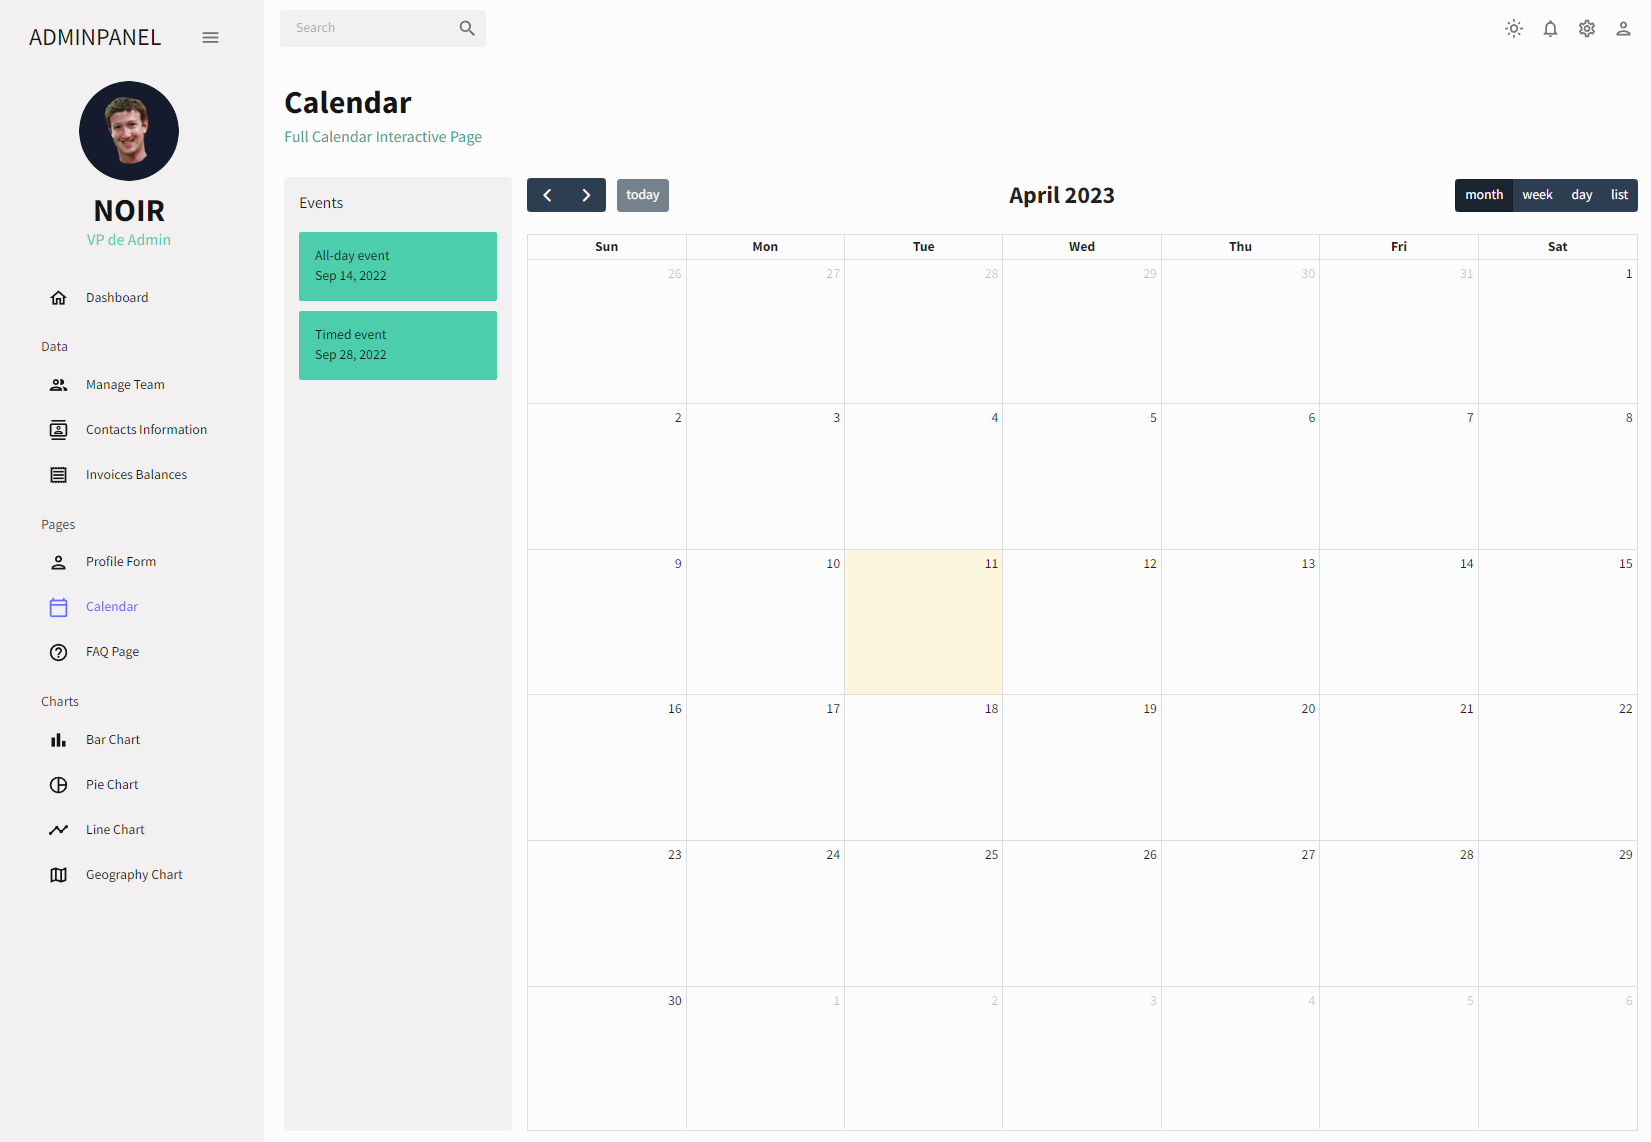 ADMINPANEL
NOIR
VP de Admin
Dashboard
Data
Manage Team
Contacts Information
Invoices Balances
Pages
Profile Form
Calendar
FAQ Page
Charts
Bar Chart
Pie Chart
Line Chart
Geography Chart
Search
Calendar
Full Calendar Interactive Page
Events
All-day event
Sep 14, 2022
Timed event
Sep 28, 2022
today
April 2023
month week day list
Sun Mon Tue Wed Thu Fri Sat
26 27 28 29 30 31 1
2 3 4 5 6 7 8
9 10 11 12 13 14 15
16 17 18 19 20 21 22
23 24 25 26 27 28 29
30 1 2 3 4 5 6